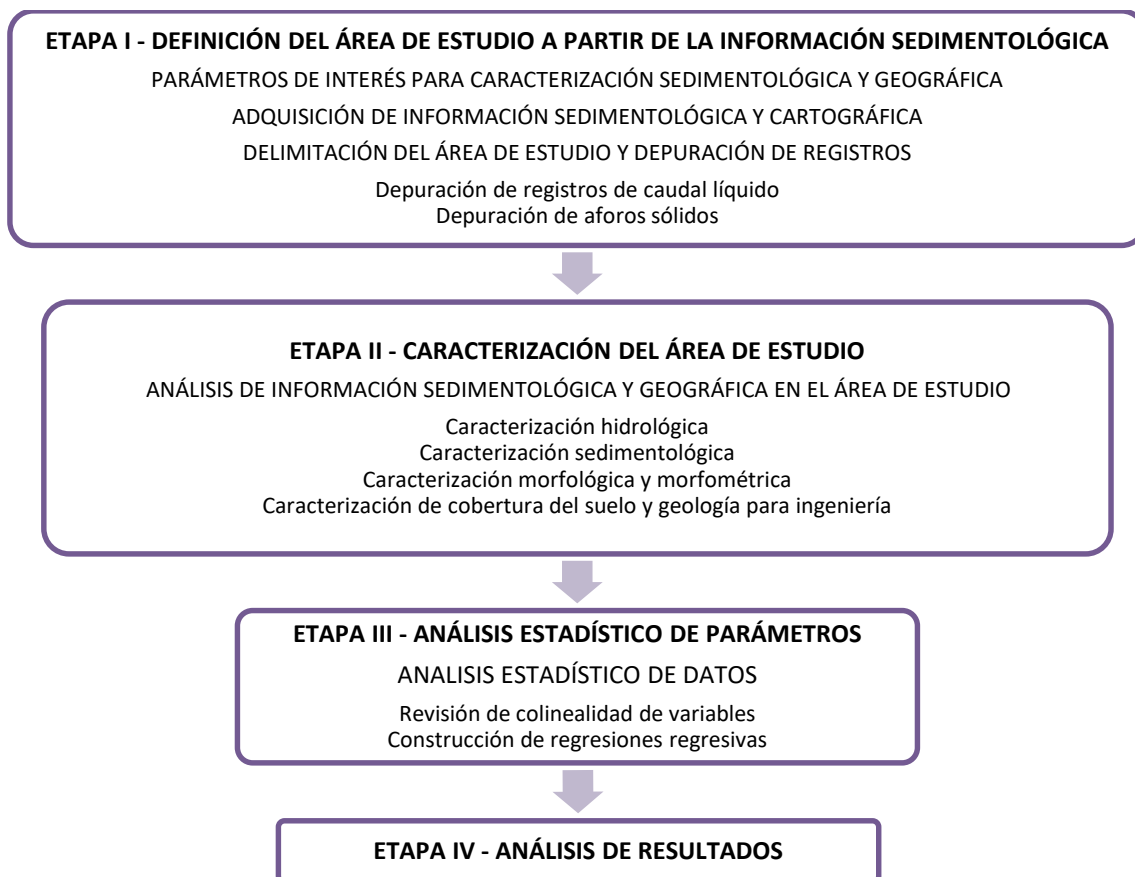 ETAPA I - DEFINICIÓN DEL ÁREA DE ESTUDIO A PARTIR DE LA INFORMACIÓN SEDIMENTOLÓGICA
PARÁMETROS DE INTERÉS PARA CARACTERIZACIÓN SEDIMENTOLÓGICA Y GEOGRÁFICA
ADQUISICIÓN DE INFORMACIÓN SEDIMENTOLÓGICA Y CARTOGRÁFICA
DELIMITACIÓN DEL ÁREA DE ESTUDIO Y DEPURACIÓN DE REGISTROS
Depuración de registros de caudal líquido
Depuración de aforos sólidos
ETAPA II - CARACTERIZACIÓN DEL ÁREA DE ESTUDIO
ANÁLISIS DE INFORMACIÓN SEDIMENTOLÓGICA Y GEOGRÁFICA EN EL ÁREA DE ESTUDIO
Caracterización hidrológica
Caracterización sedimentológica
Caracterización morfológica y morfométrica
Caracterización de cobertura del suelo y geología para ingeniería
ETAPA III - ANÁLISIS ESTADÍSTICO DE PARÁMETROS
ANALISIS ESTADÍSTICO DE DATOS
Revisión de colinealidad de variables
Construcción de regresiones regresivas
ETAPA IV - ANÁLISIS DE RESULTADOS